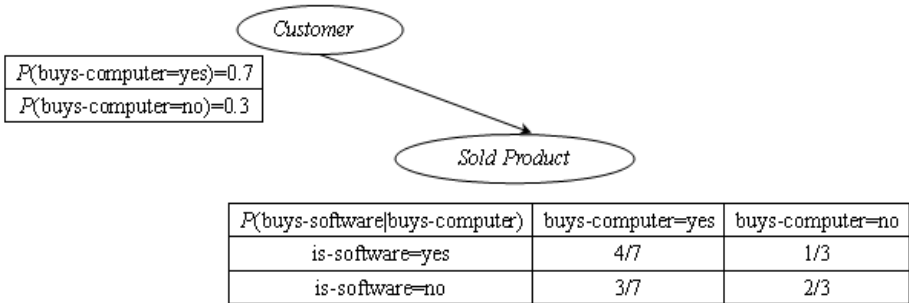 Customer
P(buys-computer=yes)=0.7
P(buys-computer=no)=0.3
Sold Product
P(buys-software|buys-computer) buys-computer=yes buys-computer=no
is-software=yes 4/7 1/3
is-software=no 3/7 2/3